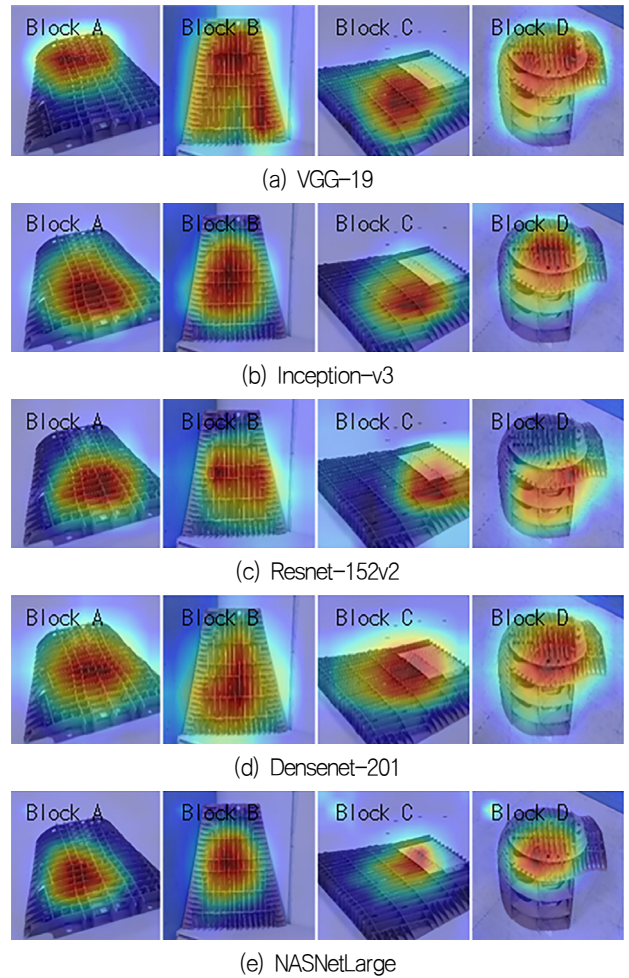 Block A Block B Block C Block D
(a) VGG-19
Block A Block B Block C Block D
(b) Inception-v3
Block A Block B Block C Block D
(c) Resnet-152v2
Block A Block B Block C Block D
(d) Densenet-201
Block A Block B Block C Block D
(e) NASNetLarge